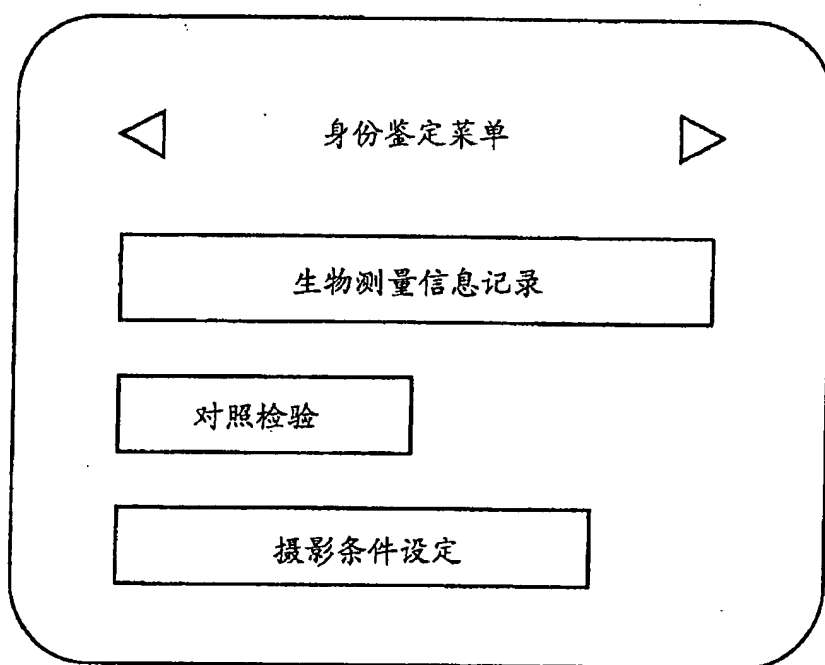 身份鉴定菜单
生物测量信息记录
对照检验
摄影条件设定